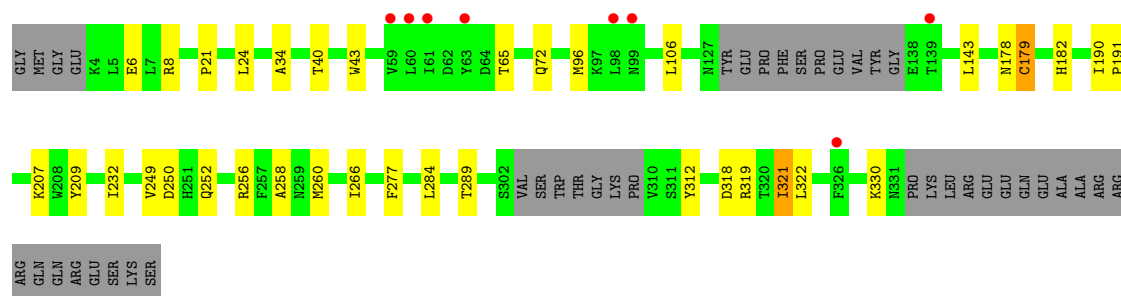 GLY MET GLY GLU K4 L5 E6 L7 R8 P21 L24 A34 T40 W43 V59 L60 I61 D62 Y63 D64 T65 Q72 M96 K97 L98 N99 L106 N127 TYR GLU PRO PHE SER PRO GLU VAL TYR GLY E138 T139 L143 N178 C179 H182 I190 P191
K207 W208 Y209 I232 V249 D250 H251 Q252 R256 F257 A258 N259 M260 I266 F277 L284 T289 S302 VAL SER TRP THR GLY LYS PRO V310 S311 Y312 D318 R319 T320 I321 L322 F326 K330 N331 PRO LYS LEU ARG GLU GLU GLN GLU ALA ALA ARG ARG
ARG GLN GLN ARG GLU SER LYS SER